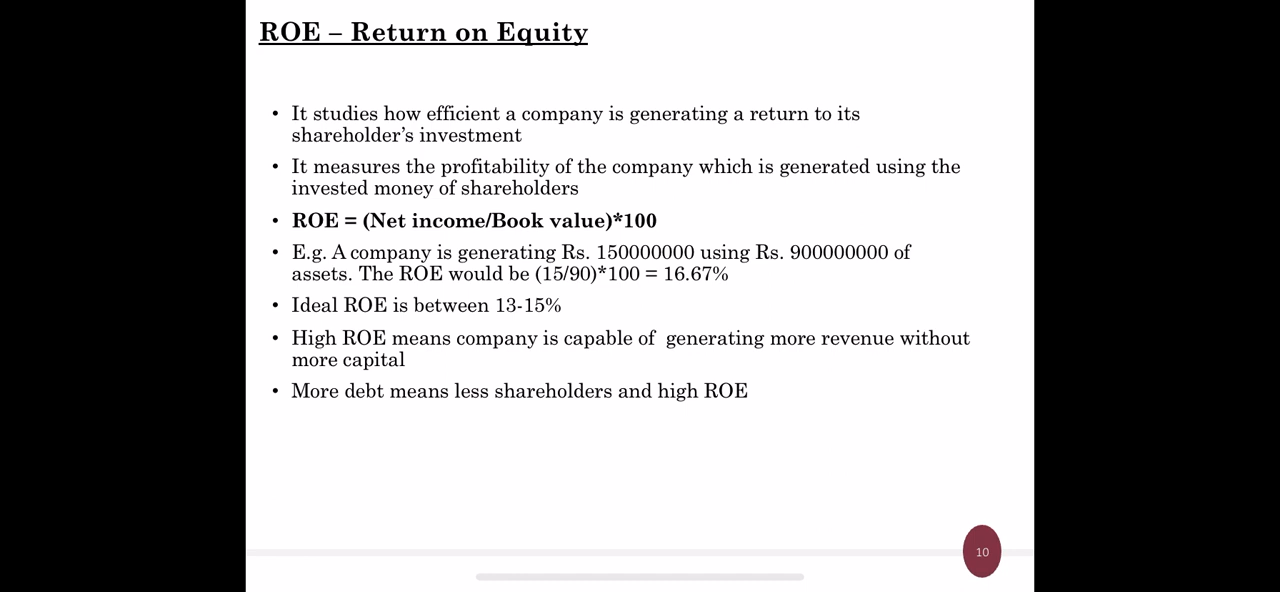 ROE – Return on Equity
• It studies how efficient a company is generating a return to its
shareholder's investment
• It measures the profitability of the company which is generated using the
invested money of shareholders
• ROE = (Net income/Book value)*100
• E.g. A company is generating Rs. 150000000 using Rs. 900000000 of
assets. The ROE would be (15/90)*100 = 16.67%
• Ideal ROE is between 13-15%
• High ROE means company is capable of  generating more revenue without
more capital
• More debt means less shareholders and high ROE
10